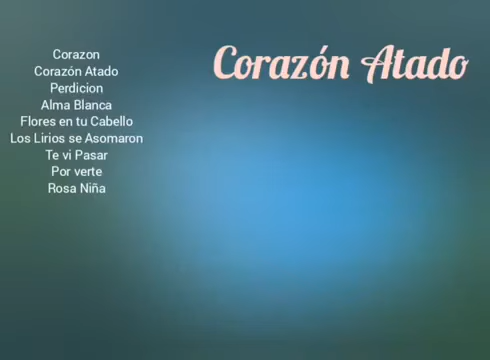 Corazón Atado
Corazon
Corazón Atado
Perdicion
Alma Blanca
Flores en tu Cabello
Los Lirios se Asomaron
Te vi Pasar
Por verte
Rosa Niña